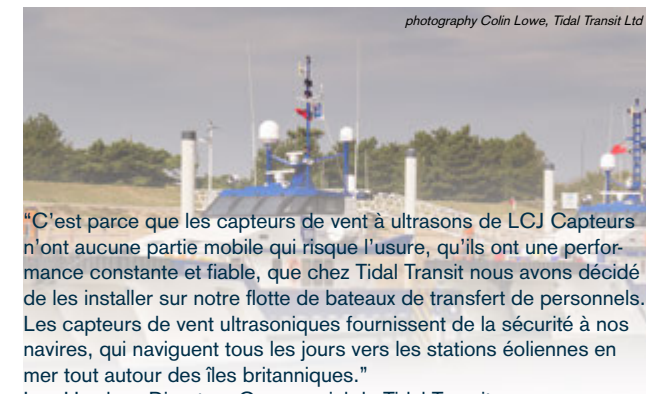 photography Colin Lowe, Tidal Transit Ltd
“C’est parce que les capteurs de vent à ultrasons de LCJ Capteurs
n’ont aucune partie mobile qui risque l’usure, qu’ils ont une perfor-
mance constante et fiable, que chez Tidal Transit nous avons décidé
de les installer sur notre flotte de bateaux de transfert de personnels.
Les capteurs de vent ultrasoniques fournissent de la sécurité à nos
navires, qui naviguent tous les jours vers les stations éoliennes en
mer tout autour des îles britanniques.”